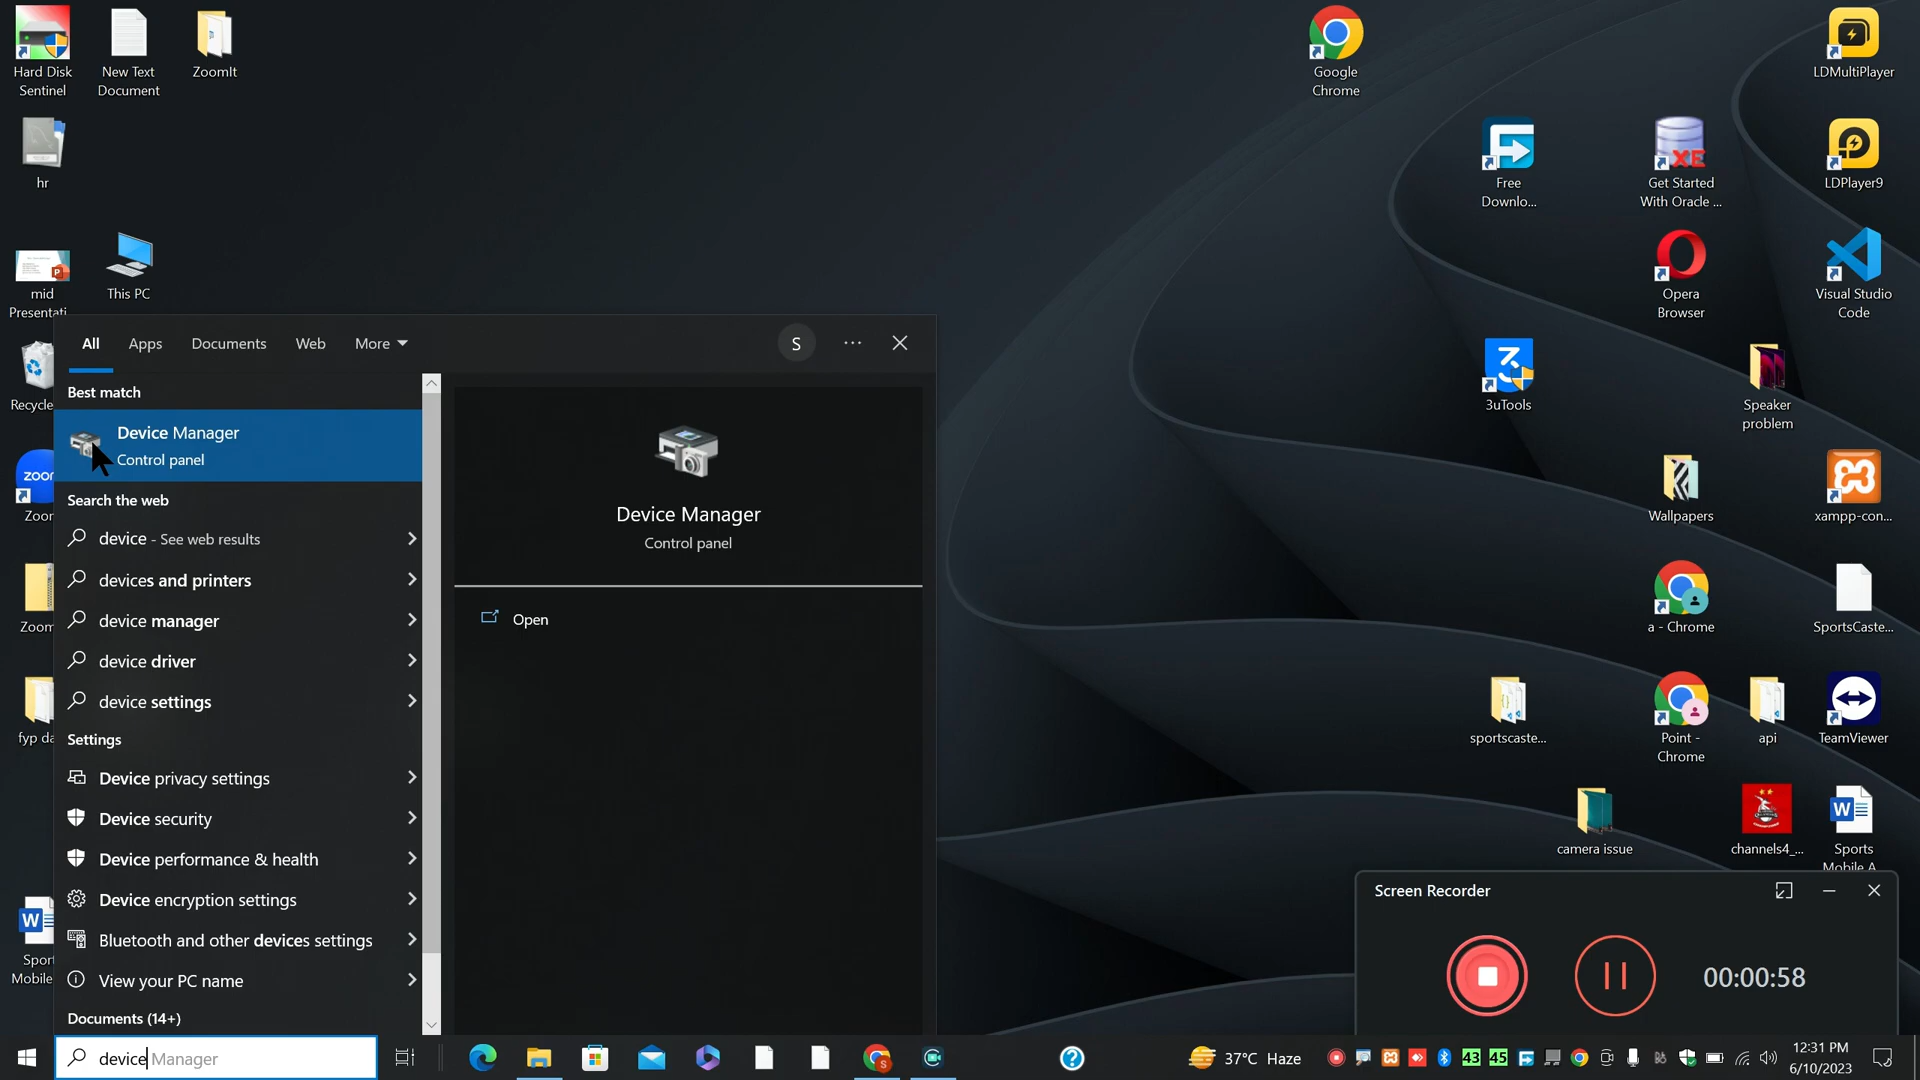 Hard Disk
Sentinel
New Text
Document
ZoomIt
Google
Chrome
LDMultiPlayer
hr
Free
Downlo...
Get Started
With Oracle ...
LDPlayer9
mid
Presentati
This PC
Opera
Browser
Visual Studio
Code
Recycle
3uTools
Speaker
problem
zoom
Zoor
Wallpapers
xampp-con...
Zoom
a - Chrome
SportsCaste...
fyp da
sportscaste...
Point -
Chrome
api
TeamViewer
camera issue
channels4_...
Sports
Mobile A
Spor
Mobile
All
Apps
Documents
Web
More
S
Best match
Device Manager
Control panel
Search the web
device - See web results
devices and printers
device manager
device driver
device settings
Settings
Device privacy settings
Device security
Device performance & health
Device encryption settings
Bluetooth and other devices settings
View your PC name
Documents (14+)
Device Manager
Control panel
Open
Screen Recorder
00:00:58
device Manager
37°C Haze
43
45
12:31 PM
6/10/2023